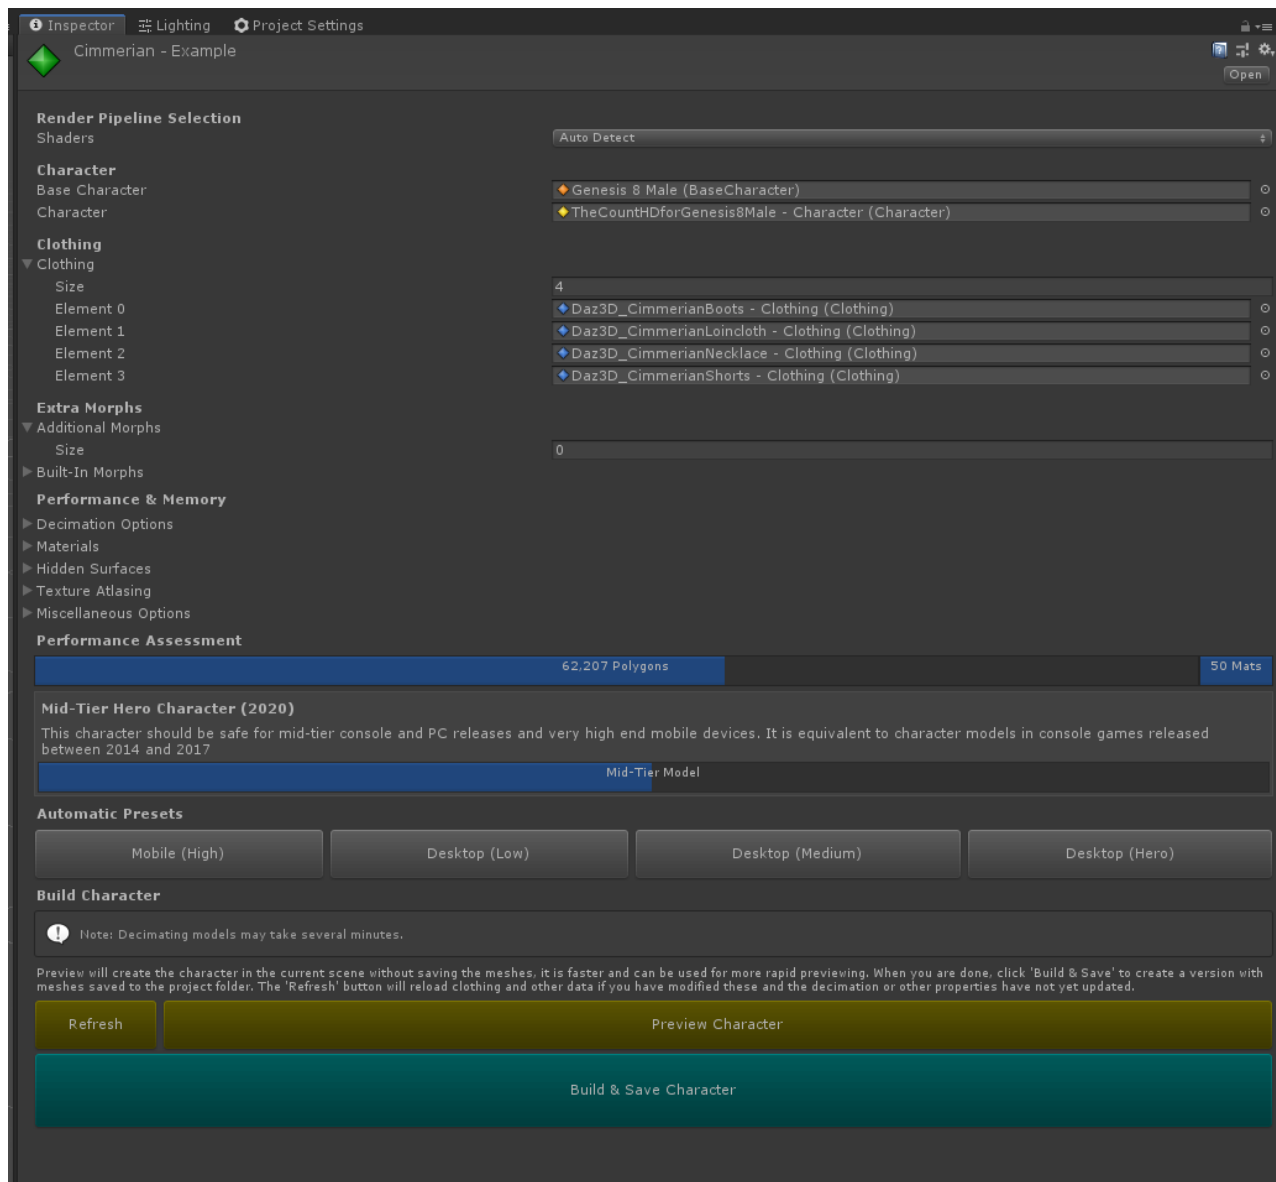 Inspector Lighting Project Settings
Cimmerian - Example
Open
Render Pipeline Selection
Shaders Auto Detect
Character
Base Character Genesis 8 Male (BaseCharacter)
Character TheCountHDforGenesis8Male - Character (Character)
Clothing
Clothing
Size 4
Element 0 Daz3D_CimmerianBoots - Clothing (Clothing)
Element 1 Daz3D_CimmerianLoincloth - Clothing (Clothing)
Element 2 Daz3D_CimmerianNecklace - Clothing (Clothing)
Element 3 Daz3D_CimmerianShorts - Clothing (Clothing)
Extra Morphs
Additional Morphs
Size 0
Built-In Morphs
Performance & Memory
Decimation Options
Materials
Hidden Surfaces
Texture Atlasing
Miscellaneous Options
Performance Assessment
62,207 Polygons 50 Mats
Mid-Tier Hero Character (2020)
This character should be safe for mid-tier console and PC releases and very high end mobile devices. It is equivalent to character models in console games released
between 2014 and 2017
Mid-Tier Model
Automatic Presets
Mobile (High) Desktop (Low) Desktop (Medium) Desktop (Hero)
Build Character
Note: Decimating models may take several minutes.
Preview will create the character in the current scene without saving the meshes, it is faster and can be used for more rapid previewing. When you are done, click 'Build & Save' to create a version with
meshes saved to the project folder. The 'Refresh' button will reload clothing and other data if you have modified these and the decimation or other properties have not yet updated.
Refresh Preview Character
Build & Save Character